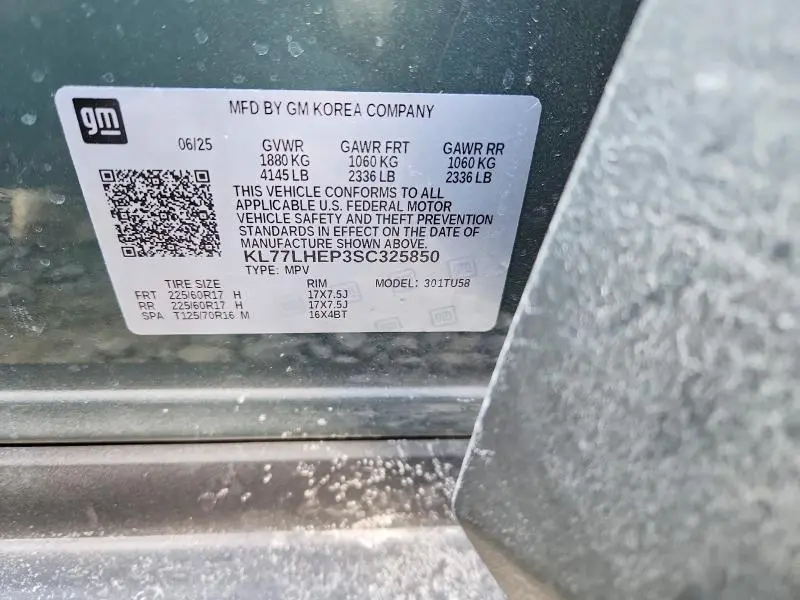 gm
MFD BY GM KOREA COMPANY
06/25 GVWR GAWR FRT GAWR RR
1880 KG 1060 KG 1060 KG
4145 LB 2336 LB 2336 LB
THIS VEHICLE CONFORMS TO ALL
APPLICABLE U.S. FEDERAL MOTOR
VEHICLE SAFETY AND THEFT PREVENTION
STANDARDS IN EFFECT ON THE DATE OF
MANUFACTURE SHOWN ABOVE.
KL77LHEP3SC325850
TYPE: MPV
TIRE SIZE RIM MODEL: 301TU58
FRT 225/60R17 H 17X7.5J
RR 225/60R17 H 17X7.5J
SPA T125/70R16 M 16X4BT
gm